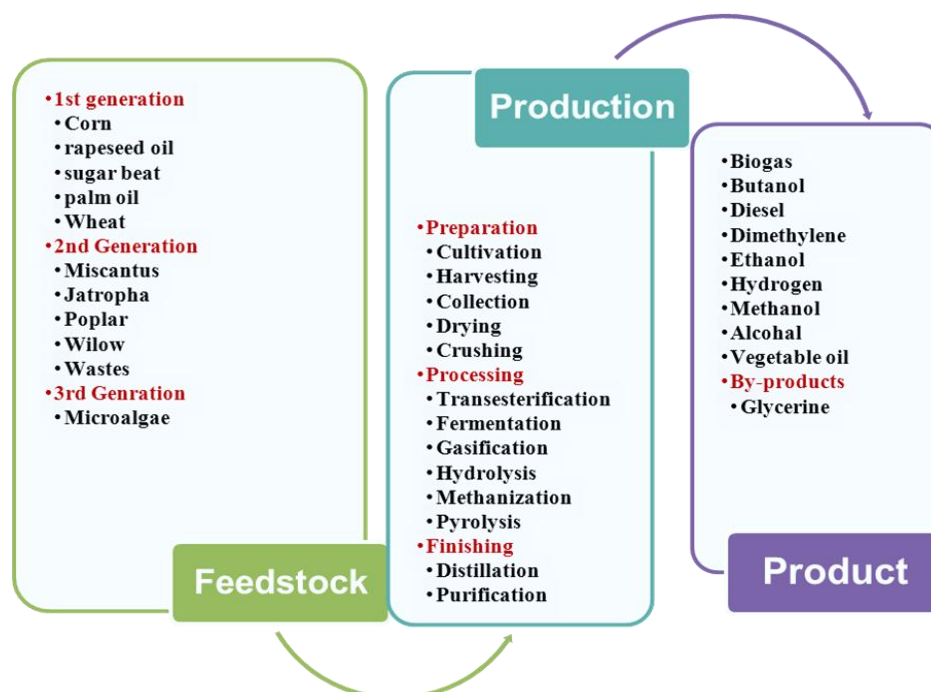 •1st generation
•Corn
•rapeseed oil
•sugar beat
•palm oil
•Wheat
•2nd Generation
•Miscantus
•Jatropha
•Poplar
•Wilow
•Wastes
•3rd Genration
•Microalgae
Feedstock
Production
•Preparation
•Cultivation
•Harvesting
•Collection
•Drying
•Crushing
•Processing
•Transesterification
•Fermentation
•Gasification
•Hydrolysis
•Methanization
•Pyrolysis
•Finishing
•Distillation
•Purification
•Biogas
•Butanol
•Diesel
•Dimethylene
•Ethanol
•Hydrogen
•Methanol
•Alcohal
•Vegetable oil
•By-products
•Glycerine
Product